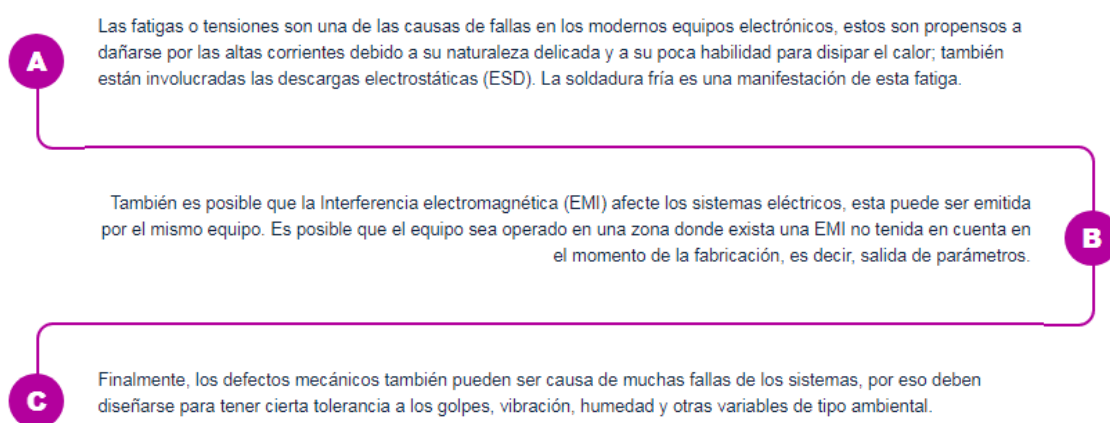 Las fatigas o tensiones son una de las causas de fallas en los modernos equipos electrónicos, estos son propensos a
A
dañarse por las altas corrientes debido a su naturaleza delicada y a su poca habilidad para disipar el calor; también
están involucradas las descargas electrostáticas (ESD). La soldadura fría es una manifestación de esta fatiga.
También es posible que la Interferencia electromagnética (EMI) afecte los sistemas eléctricos, esta puede ser emitida
por el mismo equipo. Es posible que el equipo sea operado en una zona donde exista una EMI no tenida en cuenta en
B
el momento de la fabricación, es decir, salida de parámetros.
Finalmente, los defectos mecánicos también pueden ser causa de muchas fallas de los sistemas, por eso deben
C
diseñarse para tener cierta tolerancia a los golpes, vibración, humedad y otras variables de tipo ambiental.